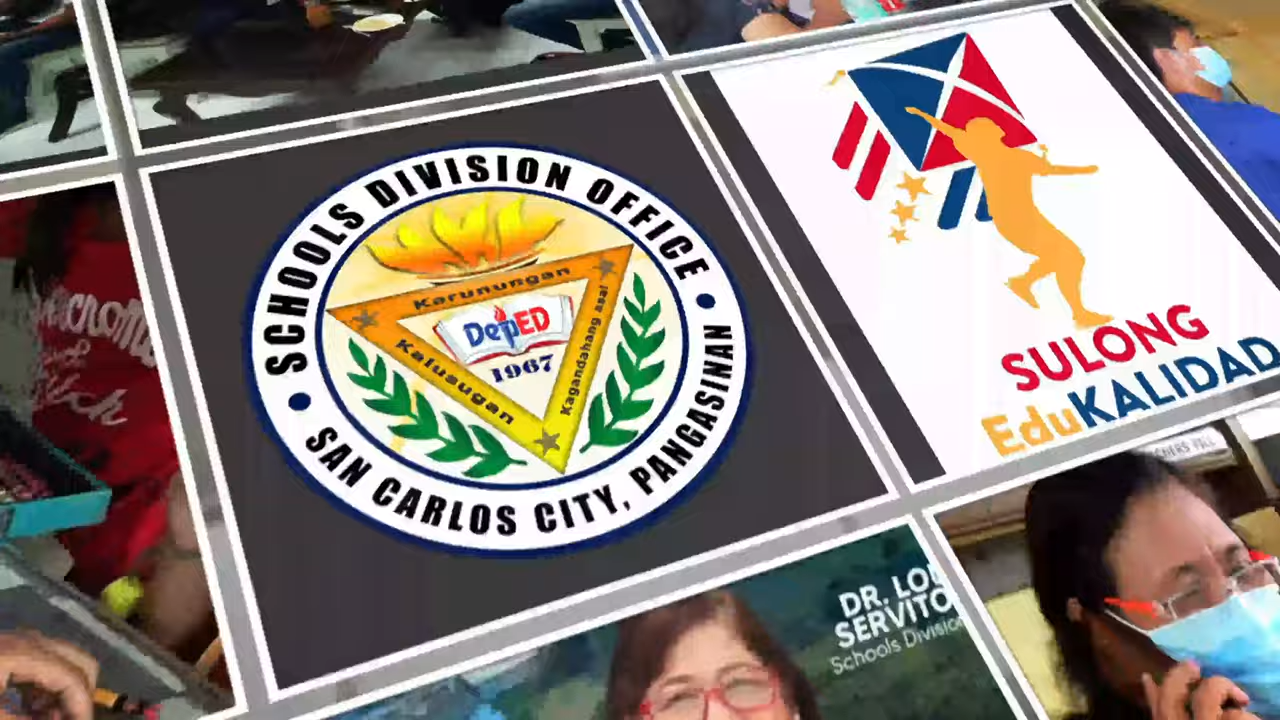 SCHOOLS DIVISION OFFICE
Karunungan
DepED
1967
Kalusugan
Kagandahang asal
SAN CARLOS CITY, PANGASINAN
SULONG
EduKALIDAD
DR. LOU
SERVITO
Schools Division